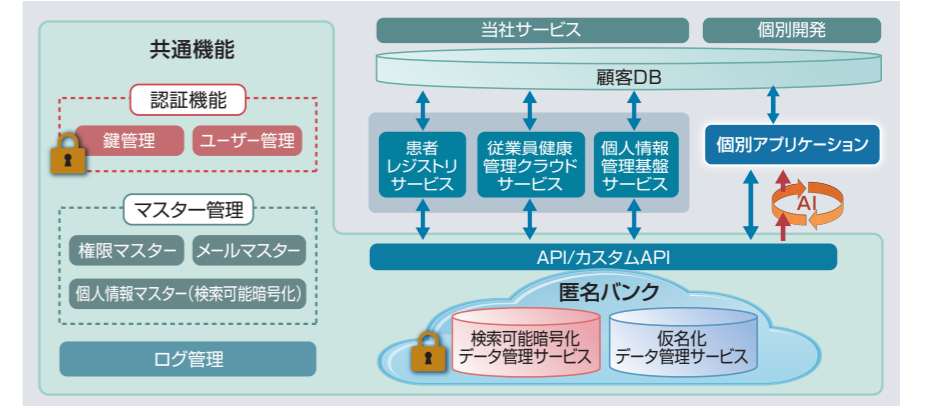 共通機能
認証機能
鍵管理
ユーザー管理
マスター管理
権限マスター
メールマスター
個人情報マスター(検索可能暗号化)
ログ管理
当社サービス
個別開発
顧客DB
患者
レジストリ
サービス
従業員健康
管理クラウド
サービス
個人情報
管理基盤
サービス
個別アプリケーション
AI
API/カスタムAPI
匿名バンク
検索可能暗号化
データ管理サービス
仮名化
データ管理サービス